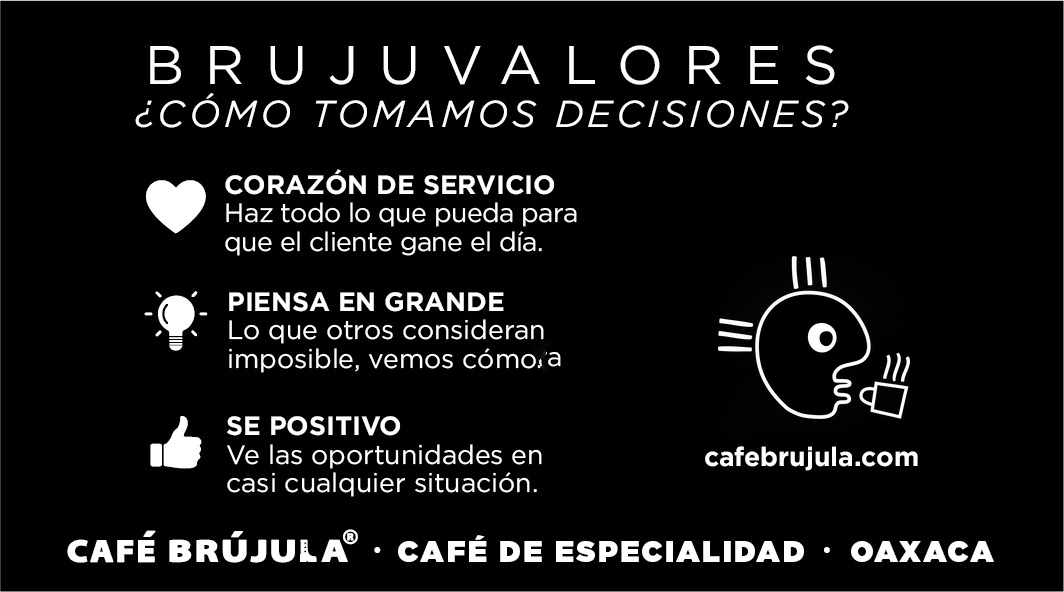 BRUJUVALORES
¿CÓMO TOMAMOS DECISIONES?
CORAZÓN DE SERVICIO
Haz todo lo que pueda para
que el cliente gane el día.
PIENSA EN GRANDE
Lo que otros consideran
imposible, vemos cómo
SE POSITIVO
Ve las oportunidades en
casi cualquier situación.
cafebrujula.com
CAFÉ BRÚJULA® · CAFÉ DE ESPECIALIDAD · OAXACA